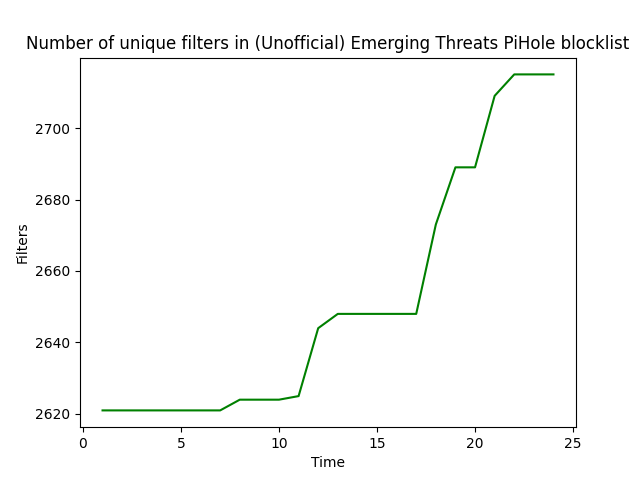 Number of unique filters in (Unofficial) Emerging Threats PiHole blocklist
Filters
2700
2680
2660
2640
2620
0 5 10 15 20 25
Time